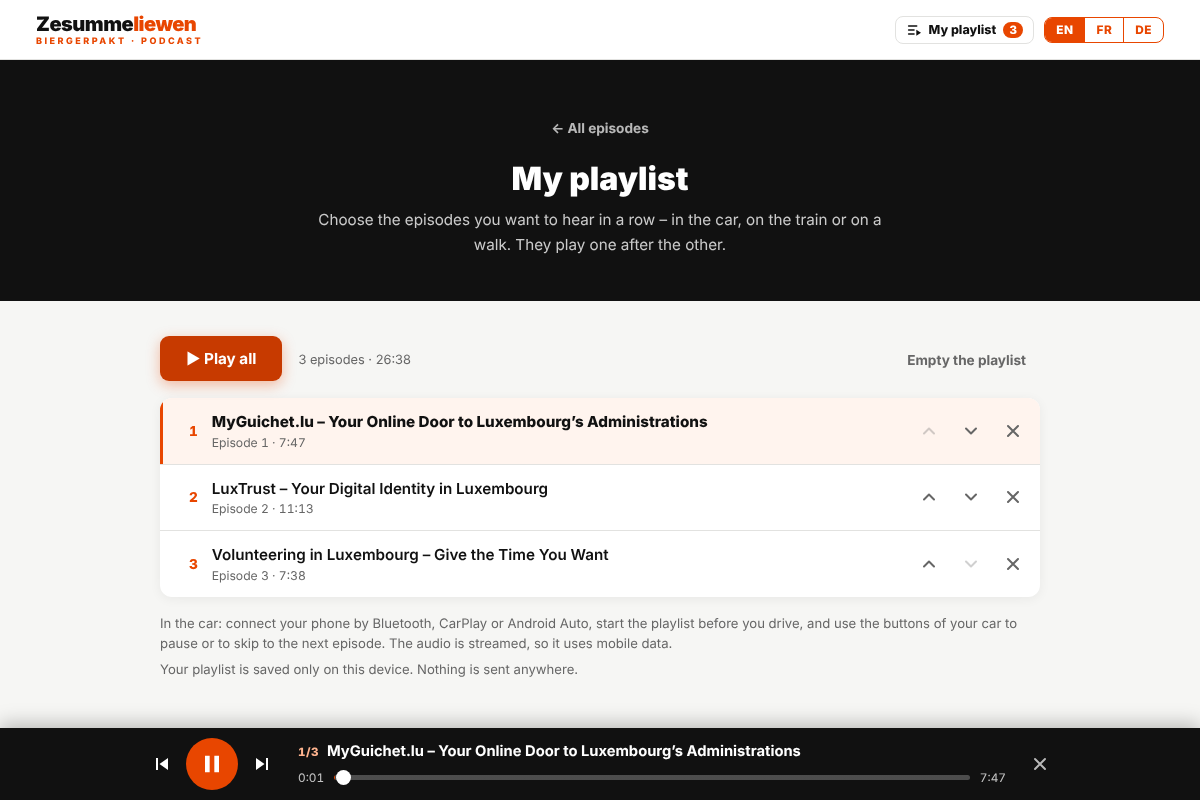 Zesummeliewen
BIERGERPAKT · PODCAST
My playlist 3
EN FR DE
← All episodes
My playlist
Choose the episodes you want to hear in a row – in the car, on the train or on a
walk. They play one after the other.
▶ Play all
3 episodes · 26:38
Empty the playlist
1 MyGuichet.lu – Your Online Door to Luxembourg’s Administrations
Episode 1 · 7:47
2 LuxTrust – Your Digital Identity in Luxembourg
Episode 2 · 11:13
3 Volunteering in Luxembourg – Give the Time You Want
Episode 3 · 7:38
In the car: connect your phone by Bluetooth, CarPlay or Android Auto, start the playlist before you drive, and use the buttons of your car to
pause or to skip to the next episode. The audio is streamed, so it uses mobile data.
Your playlist is saved only on this device. Nothing is sent anywhere.
1/3 MyGuichet.lu – Your Online Door to Luxembourg’s Administrations
0:01 7:47